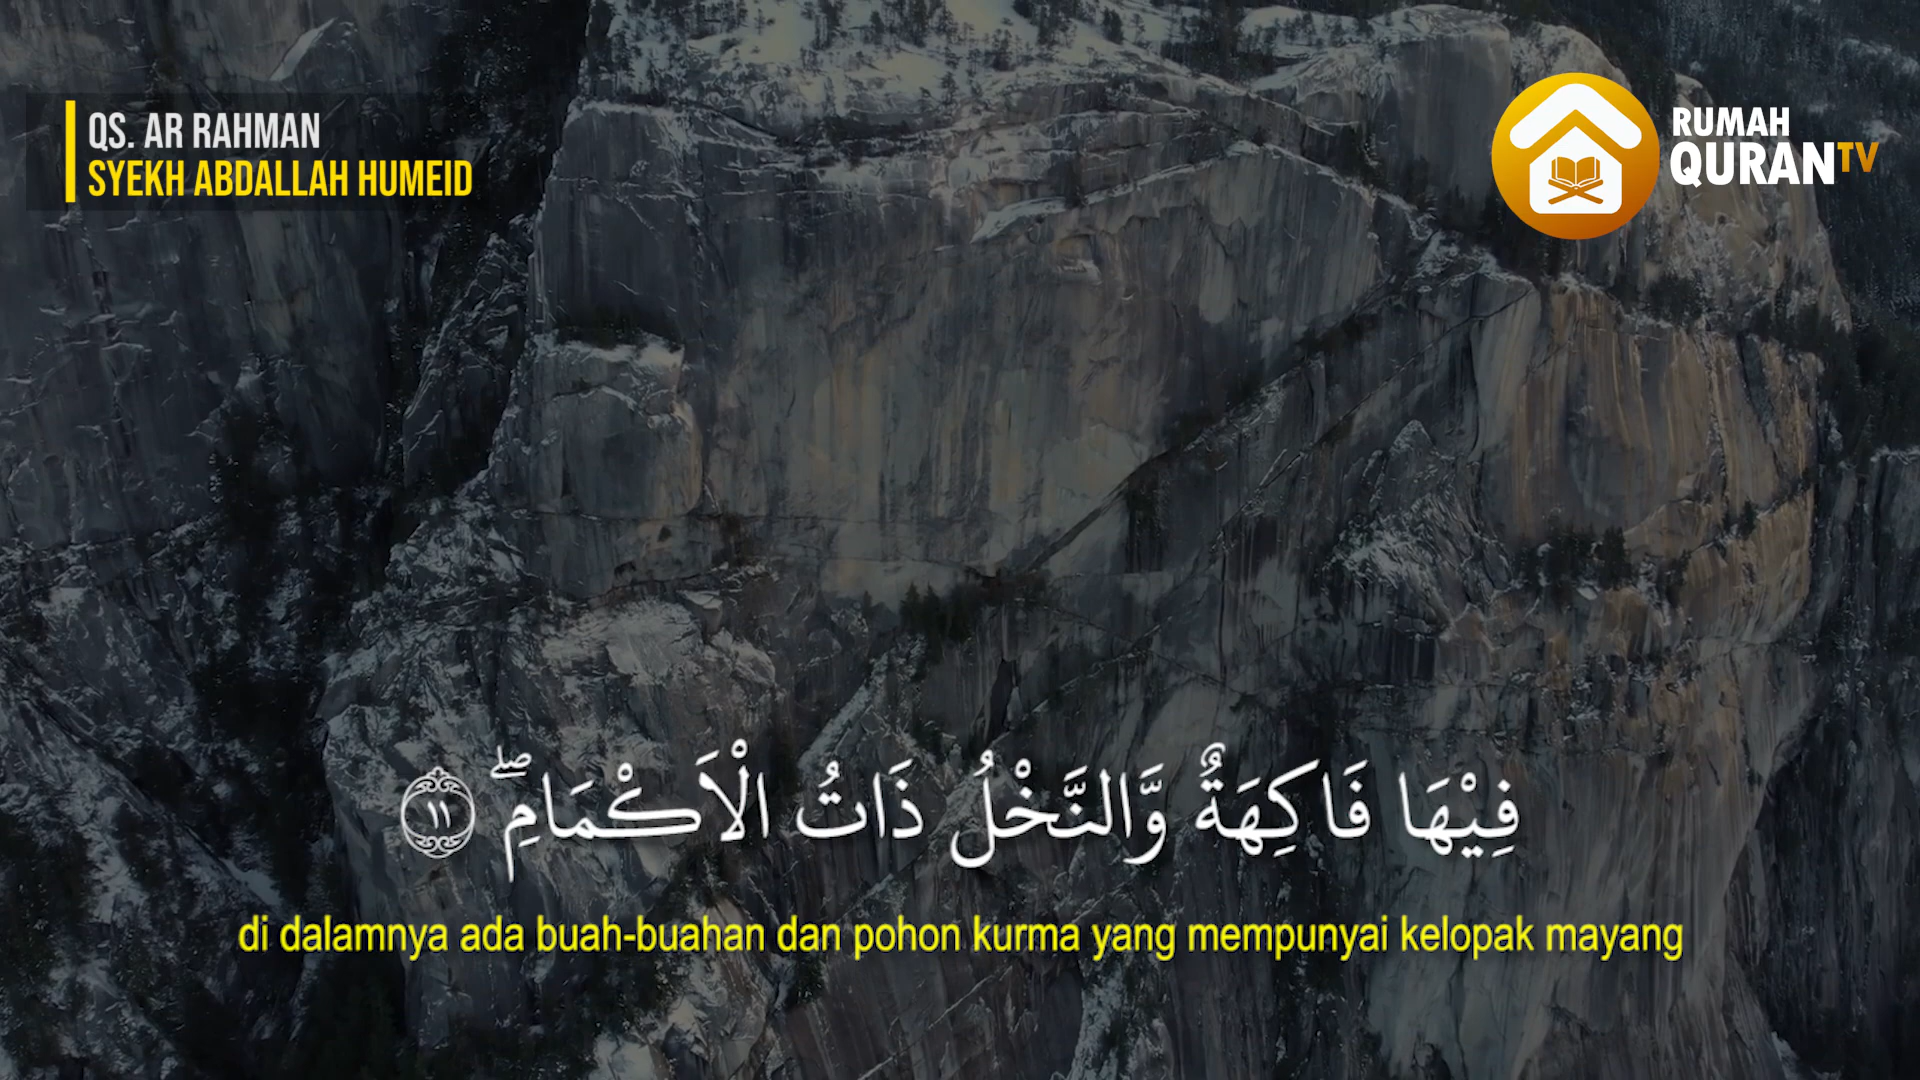 QS. AR RAHMAN
SYEKH ABDALLAH HUMEID
RUMAH
QURANTV
فِيْهَا فَاكِهَةٌ وَّالنَّخْلُ ذَاتُ الْاَكْمَامِۖ ١١
di dalamnya ada buah-buahan dan pohon kurma yang mempunyai kelopak mayang